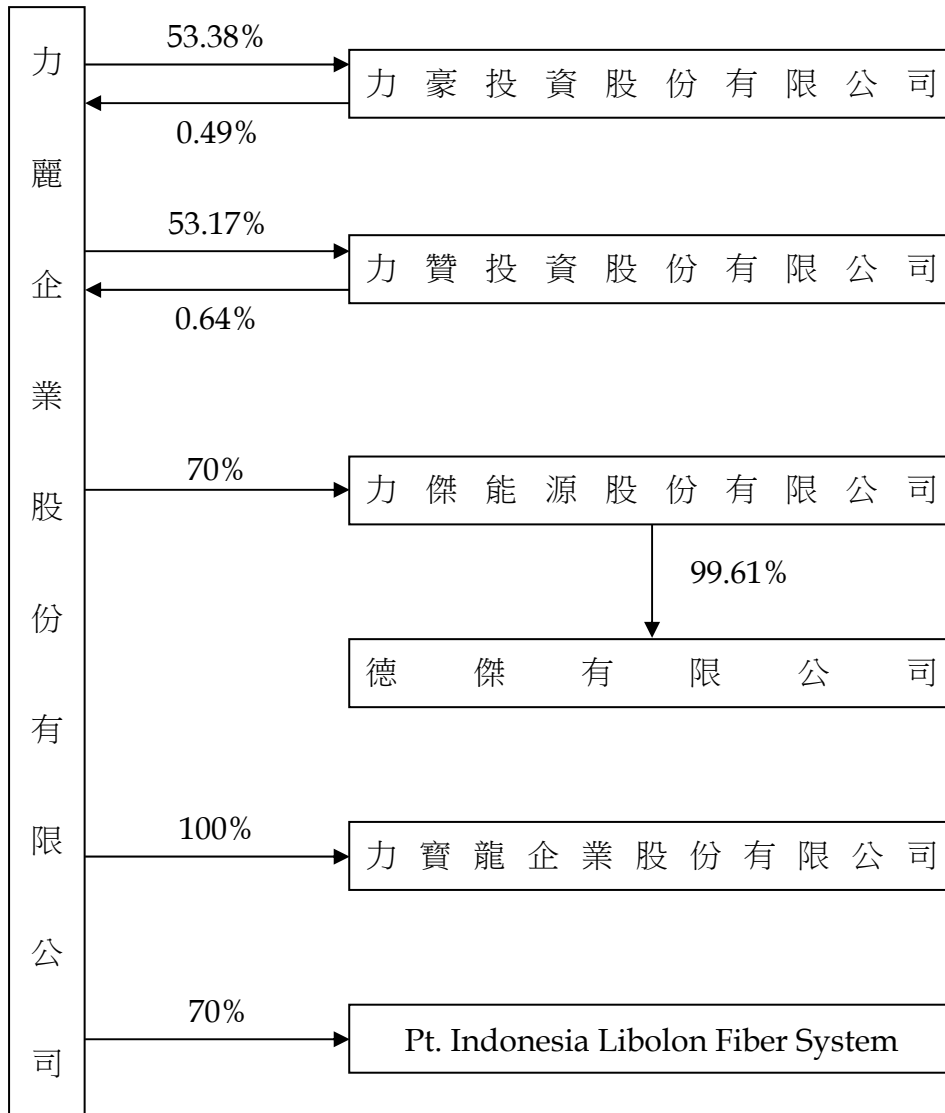 力麗企業股份有限公司
53.38%
力豪投資股份有限公司
0.49%
53.17%
力贊投資股份有限公司
0.64%
70%
力傑能源股份有限公司
99.61%
德傑有限公司
100%
力寶龍企業股份有限公司
70%
Pt. Indonesia Libolon Fiber System